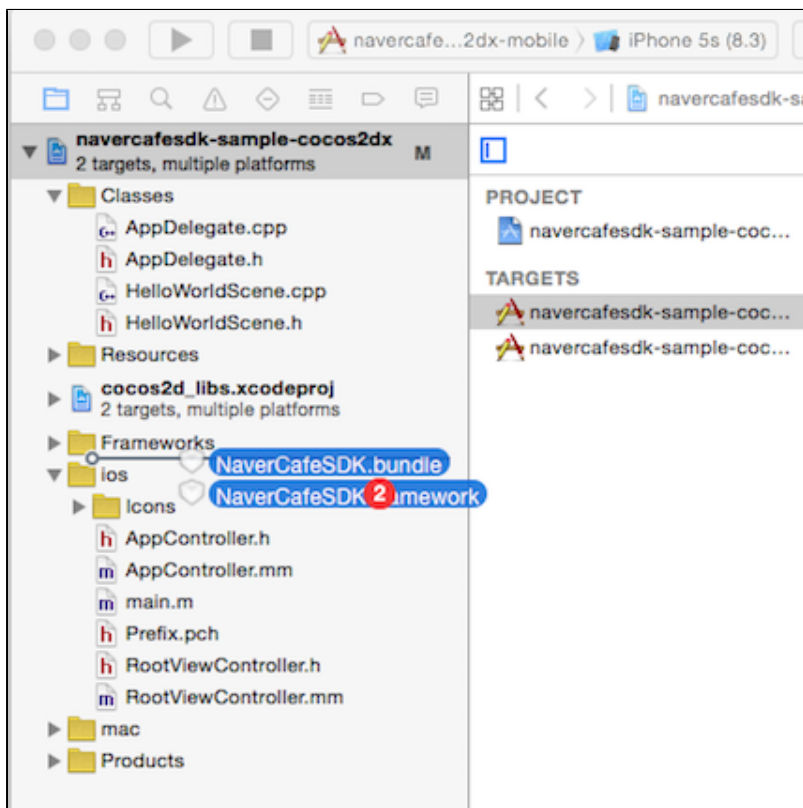 navercafe...2dx-mobile
iPhone 5s (8.3)
navercafesdk-sa
navercafesdk-sample-cocos2dx
2 targets, multiple platforms
M
Classes
AppDelegate.cpp
AppDelegate.h
HelloWorldScene.cpp
HelloWorldScene.h
Resources
cocos2d_libs.xcodeproj
2 targets, multiple platforms
Frameworks
NaverCafeSDK.bundle
ios
NaverCafeSDK 2 amework
Icons
AppController.h
AppController.mm
main.m
Prefix.pch
RootViewController.h
RootViewController.mm
mac
Products
PROJECT
navercafesdk-sample-coc...
TARGETS
navercafesdk-sample-coc...
navercafesdk-sample-coc...